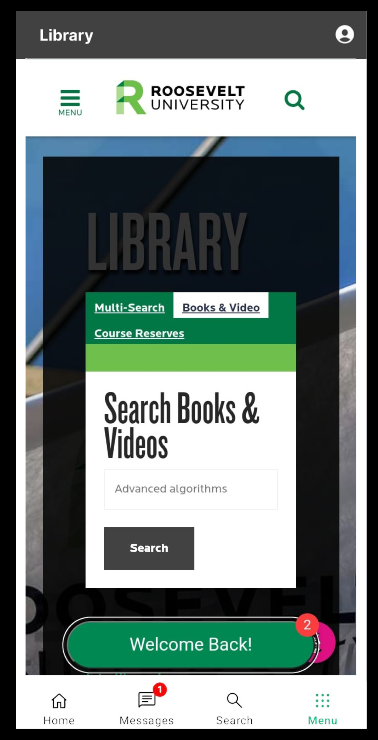 Library
MENU
ROOSEVELT
UNIVERSITY
LIBRARY
Multi-Search Books & Video
Course Reserves
Search Books &
Videos
Advanced algorithms
Search
Welcome Back!
2
1
Home Messages Search Menu